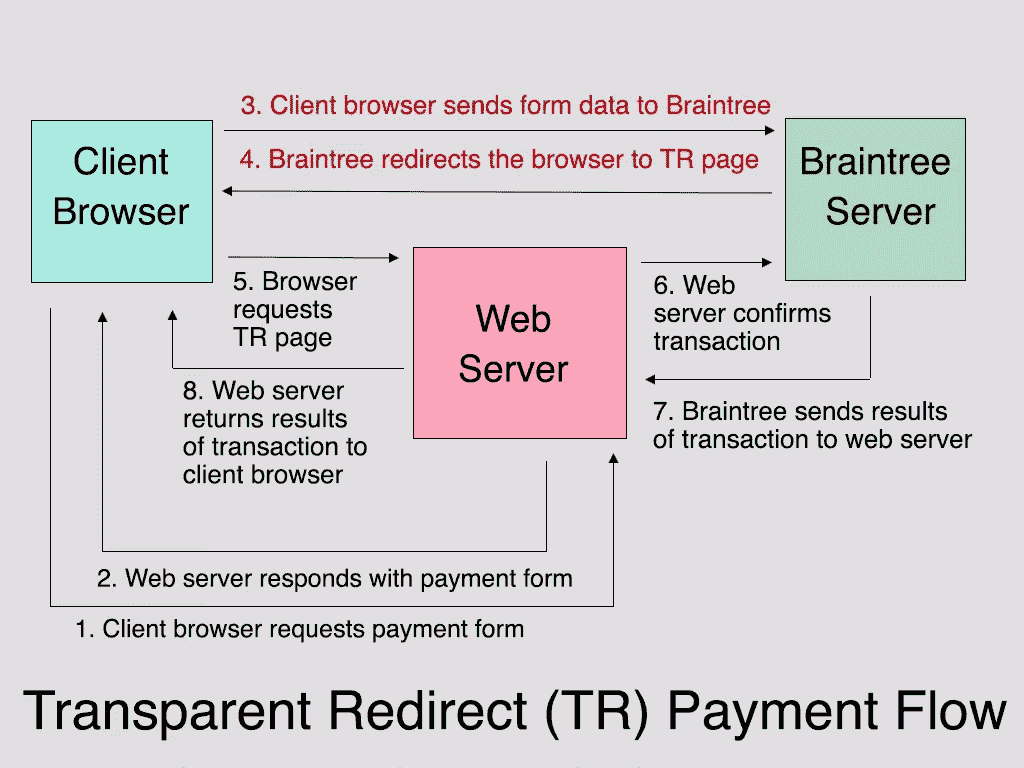 3. Client browser sends form data to Braintree
Client
Browser
4. Braintree redirects the browser to TR page
Braintree
Server
5. Browser
requests
TR page
Web
Server
6. Web
server confirms
transaction
8. Web server
returns results
of transaction to
client browser
7. Braintree sends results
of transaction to web server
2. Web server responds with payment form
1. Client browser requests payment form
Transparent Redirect (TR) Payment Flow